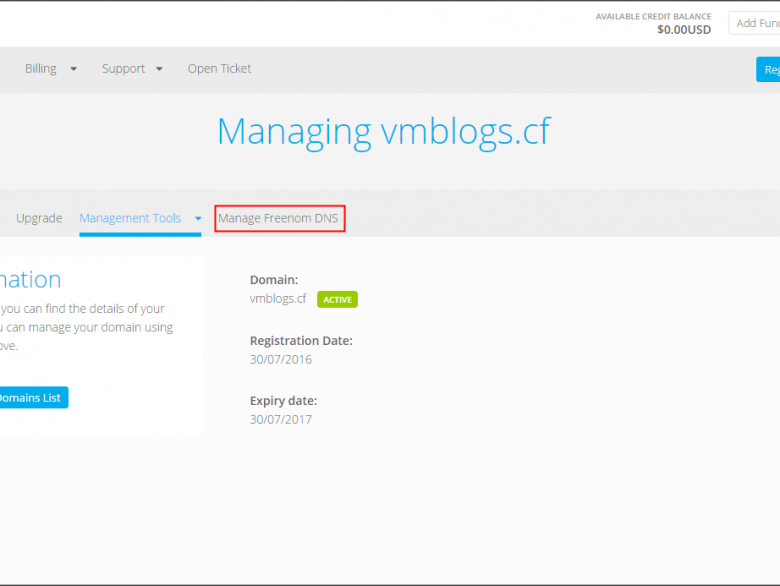 AVAILABLE CREDIT BALANCE
$0.00USD
Add Fun
Billing
Support
Open Ticket
Reg
Managing vmblogs.cf
Upgrade
Management Tools
Manage Freenom DNS
mation
you can find the details of your
u can manage your domain using
ove.
Domains List
Domain:
vmblogs.cf ACTIVE
Registration Date:
30/07/2016
Expiry date:
30/07/2017